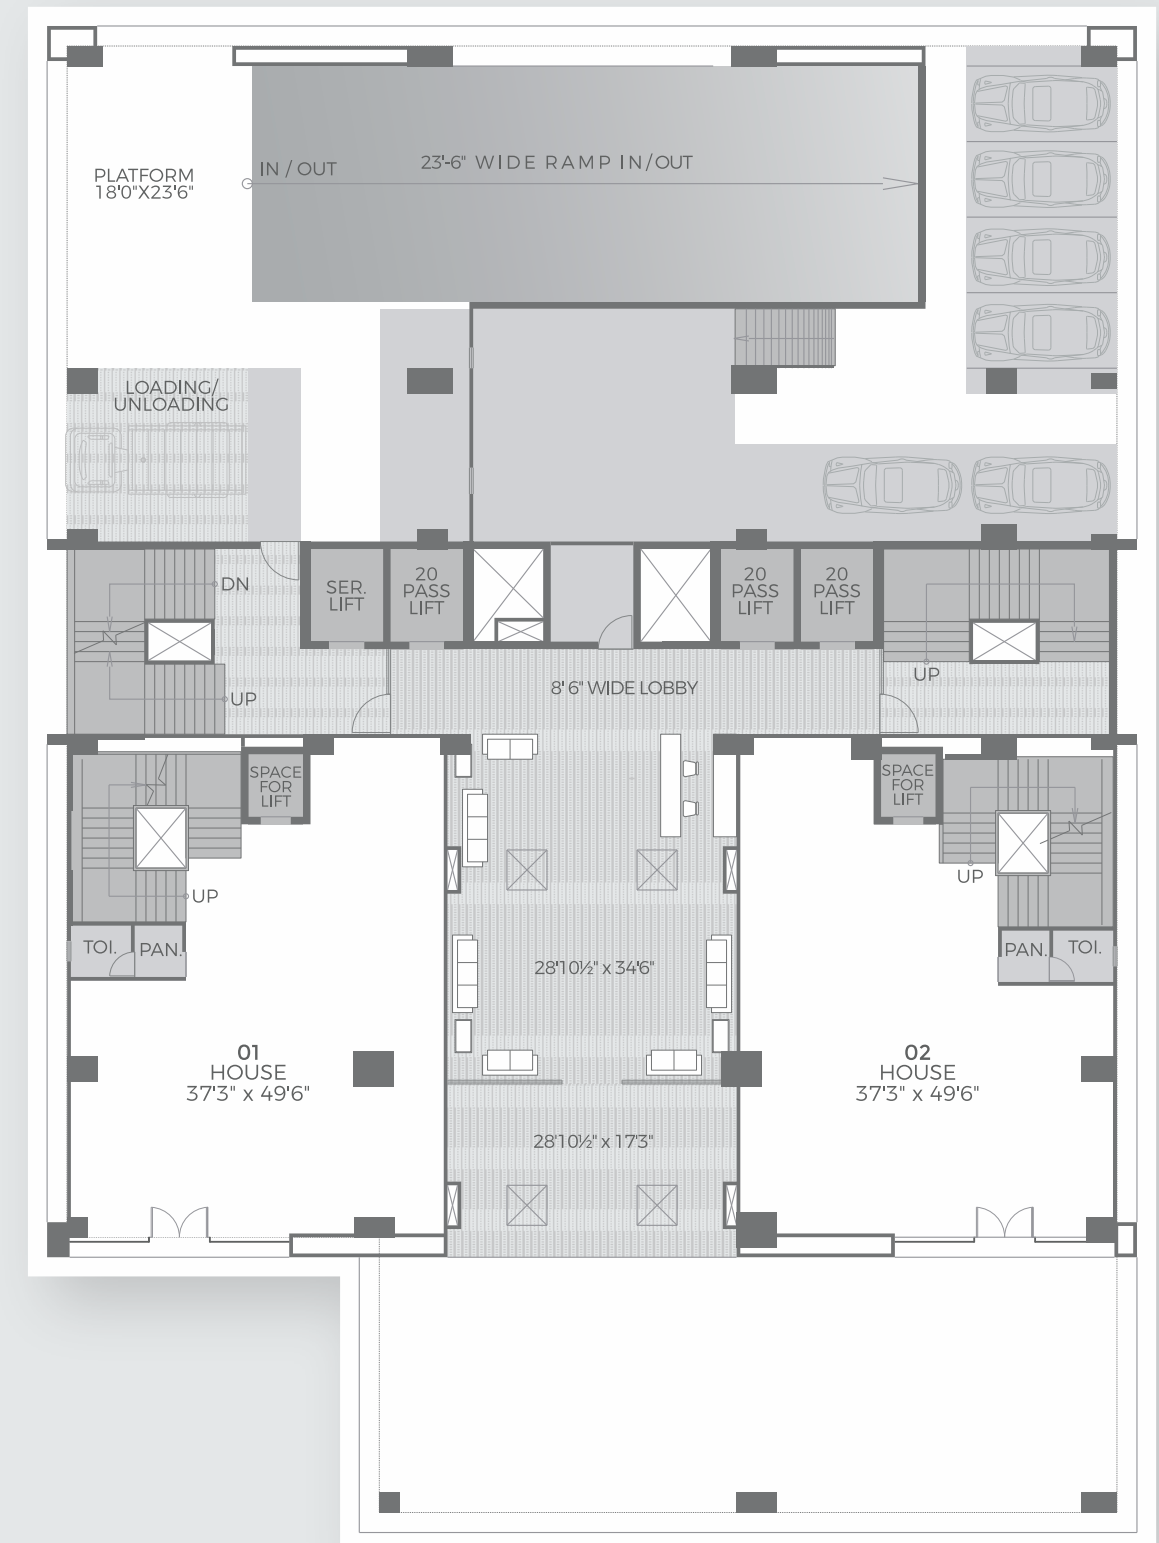 PLATFORM
18'0"X23'6"
IN / OUT
23'-6" WIDE RAMP IN/OUT
LOADING/
UNLOADING
DN
UP
SER.
LIFT
20
PASS
LIFT
20
PASS
LIFT
20
PASS
LIFT
UP
8' 6" WIDE LOBBY
SPACE
FOR
LIFT
UP
TOI.
PAN.
SPACE
FOR
LIFT
UP
PAN.
TOI.
28'10½" x 34'6"
01
HOUSE
37'3" x 49'6"
02
HOUSE
37'3" x 49'6"
28'10½" x 17'3"